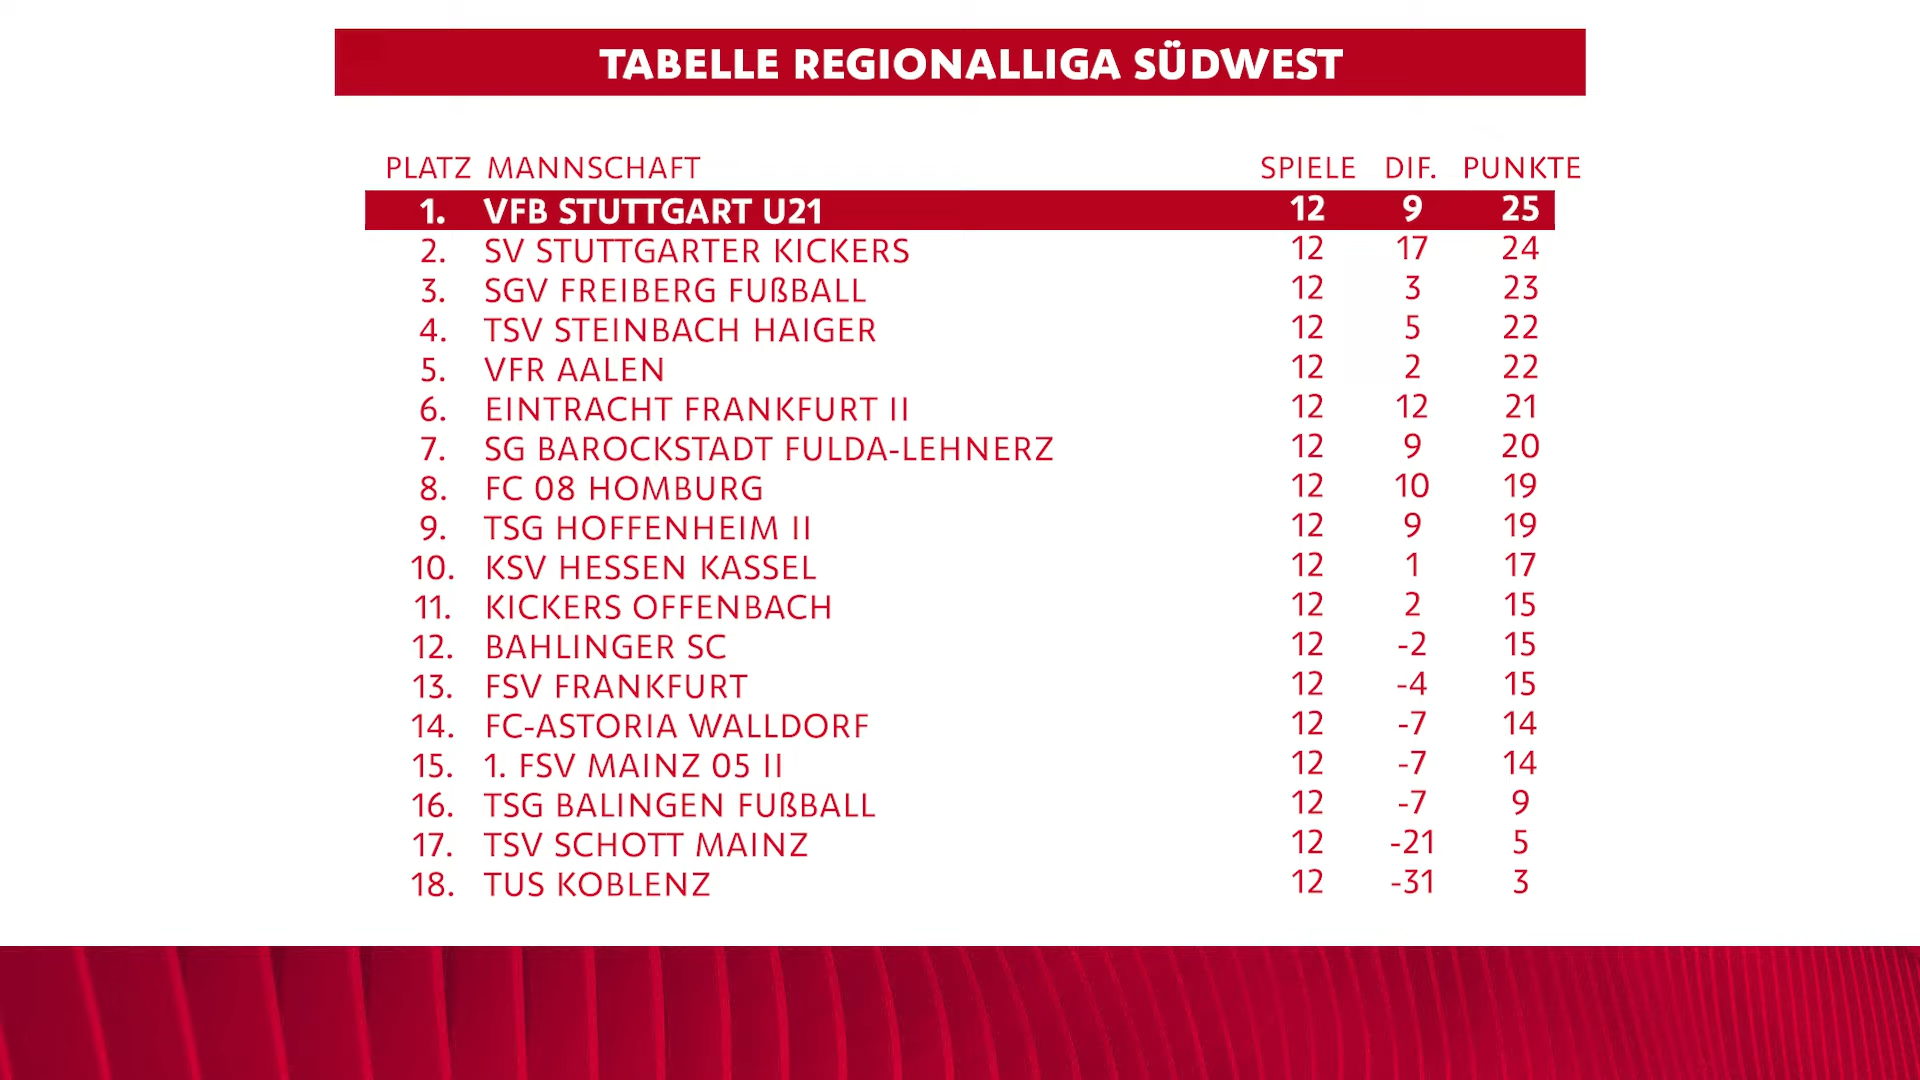 TABELLE REGIONALLIGA SÜDWEST
PLATZ MANNSCHAFT SPIELE DIF. PUNKTE
1. VFB STUTTGART U21 12 9 25
2. SV STUTTGARTER KICKERS 12 17 24
3. SGV FREIBERG FUßBALL 12 3 23
4. TSV STEINBACH HAIGER 12 5 22
5. VFR AALEN 12 2 22
6. EINTRACHT FRANKFURT II 12 12 21
7. SG BAROCKSTADT FULDA-LEHNERZ 12 9 20
8. FC 08 HOMBURG 12 10 19
9. TSG HOFFENHEIM II 12 9 19
10. KSV HESSEN KASSEL 12 1 17
11. KICKERS OFFENBACH 12 2 15
12. BAHLINGER SC 12 -2 15
13. FSV FRANKFURT 12 -4 15
14. FC-ASTORIA WALLDORF 12 -7 14
15. 1. FSV MAINZ 05 II 12 -7 14
16. TSG BALINGEN FUßBALL 12 -7 9
17. TSV SCHOTT MAINZ 12 -21 5
18. TUS KOBLENZ 12 -31 3